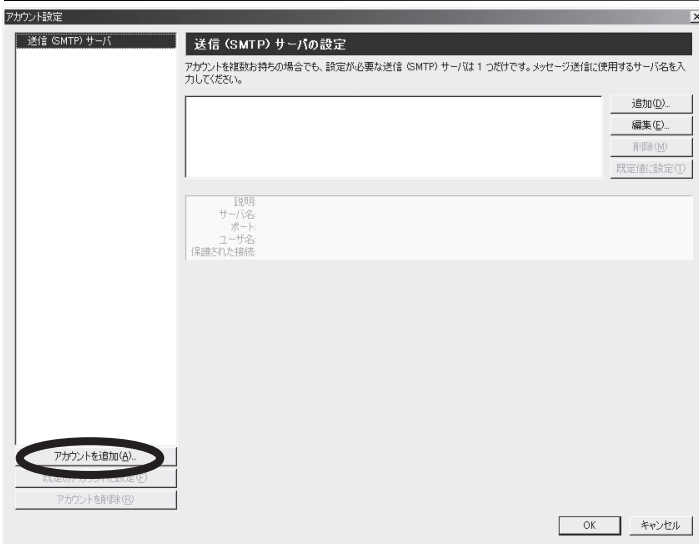 アカウント設定
送信 (SMTP) サーバ
送信 (SMTP) サーバの設定
アカウントを複数お持ちの場合でも、設定が必要な送信 (SMTP) サーバは 1 つだけです。メッセージ送信に使用するサーバ名を入
力してください。
追加(D)...
編集(E)...
削除(M)
既定値に設定(T)
説明:
サーバ名:
ポート:
ユーザ名:
保護された接続:
アカウントを追加(A)...
既定のアカウントに設定(F)
アカウントを削除(R)
OK
キャンセル